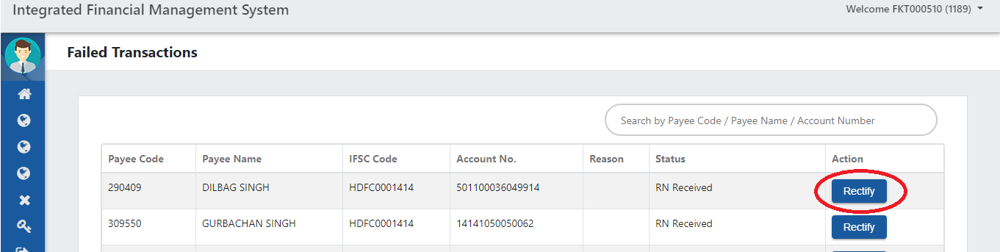 Integrated Financial Management System
Welcome FKT000510 (1189)
Failed Transactions
Search by Payee Code / Payee Name / Account Number
Payee Code Payee Name IFSC Code Account No. Reason Status Action
290409 DILBAG SINGH HDFC0001414 501100036049914 RN Received Rectify
309550 GURBACHAN SINGH HDFC0001414 14141050050062 RN Received Rectify